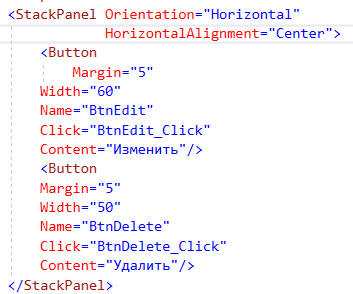 <StackPanel Orientation="Horizontal"
HorizontalAlignment="Center">
<Button
Margin="5"
Width="60"
Name="BtnEdit"
Click="BtnEdit_Click"
Content="Изменить"/>
<Button
Margin="5"
Width="50"
Name="BtnDelete"
Click="BtnDelete_Click"
Content="Удалить"/>
</StackPanel>